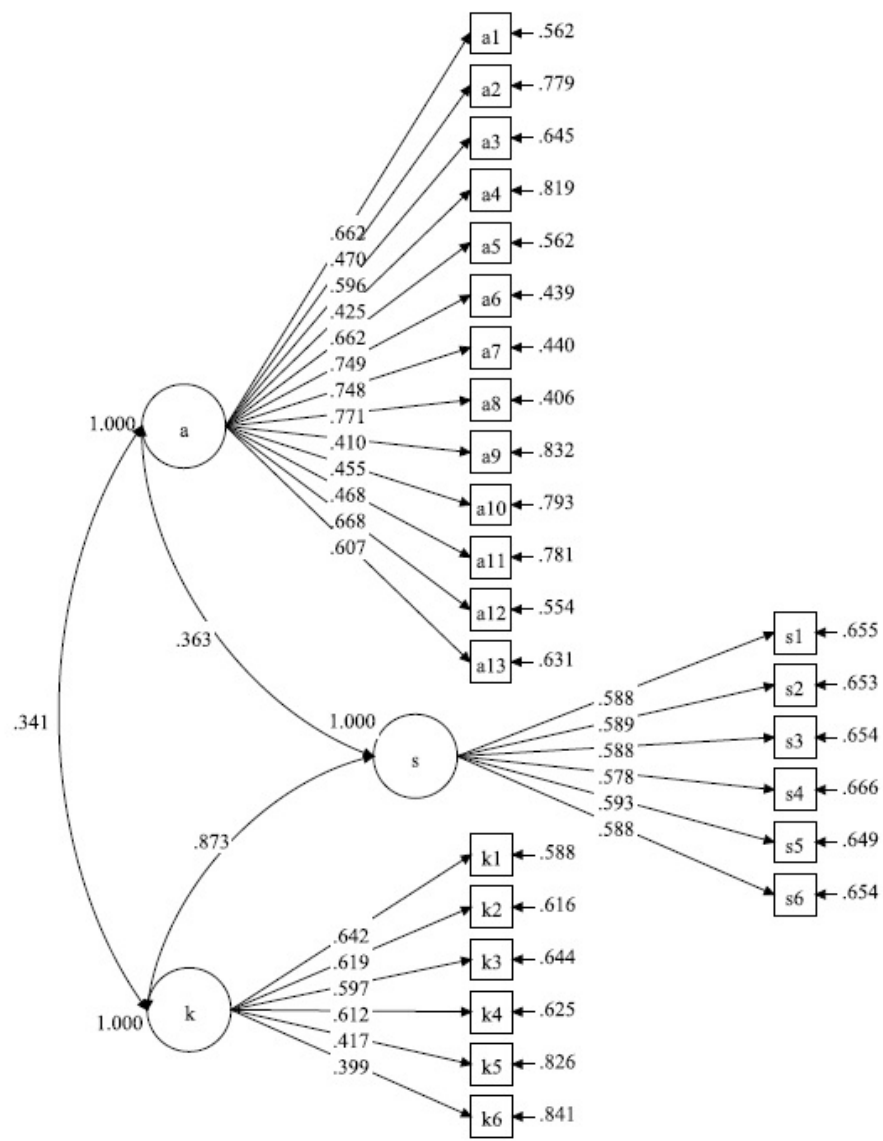 a1 .562
a2 .779
a3 .645
a4 .819
.662 a5 .562
.470
.596 a6 .439
.425
.662 a7 .440
.749
.748 a8 .406
1.000 a .771
.410 a9 .832
.455
.468 a10 .793
.668
.607 a11 .781
a12 .554
.363 s1 .655
a13 .631
s2 .653
.588
.341 1.000 .589 s3 .654
s .588
.578 s4 .666
.593
.873 .588 s5 .649
k1 .588
s6 .654
k2 .616
.642
.619 k3 .644
.597
1.000 k .612 k4 .625
.417
.399 k5 .826
k6 .841